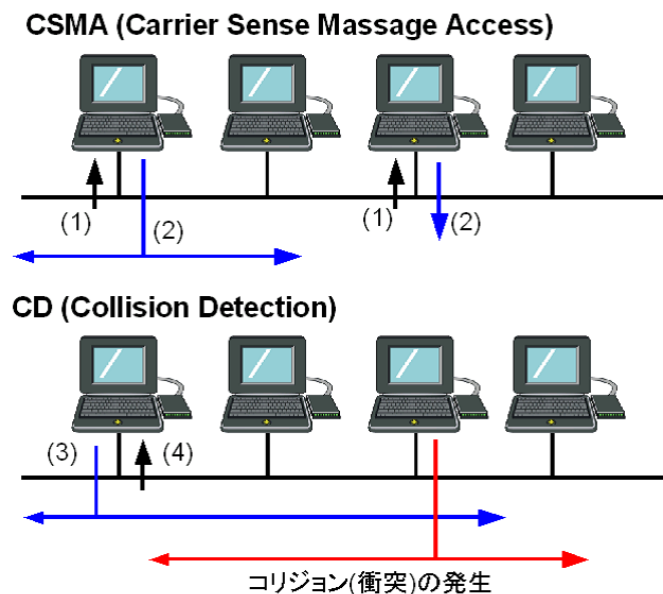 CSMA (Carrier Sense Massage Access)
(1) (2) (1) (2)
CD (Collision Detection)
(3) (4)
コリジョン(衝突)の発生